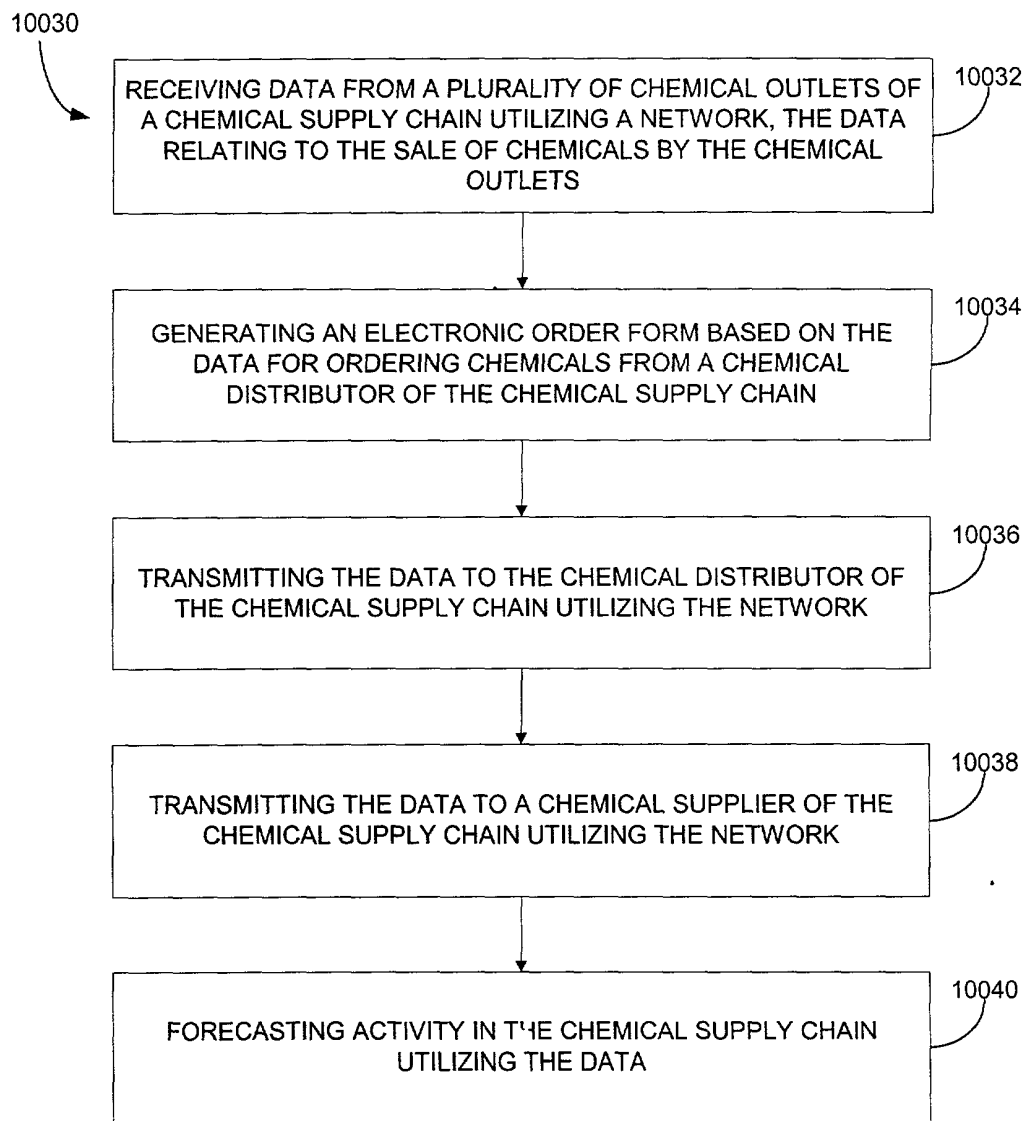 10030
RECEIVING DATA FROM A PLURALITY OF CHEMICAL OUTLETS OF
A CHEMICAL SUPPLY CHAIN UTILIZING A NETWORK, THE DATA
RELATING TO THE SALE OF CHEMICALS BY THE CHEMICAL
OUTLETS
10032
GENERATING AN ELECTRONIC ORDER FORM BASED ON THE
DATA FOR ORDERING CHEMICALS FROM A CHEMICAL
DISTRIBUTOR OF THE CHEMICAL SUPPLY CHAIN
10034
TRANSMITTING THE DATA TO THE CHEMICAL DISTRIBUTOR OF
THE CHEMICAL SUPPLY CHAIN UTILIZING THE NETWORK
10036
TRANSMITTING THE DATA TO A CHEMICAL SUPPLIER OF THE
CHEMICAL SUPPLY CHAIN UTILIZING THE NETWORK
10038
FORECASTING ACTIVITY IN THE CHEMICAL SUPPLY CHAIN
UTILIZING THE DATA
10040